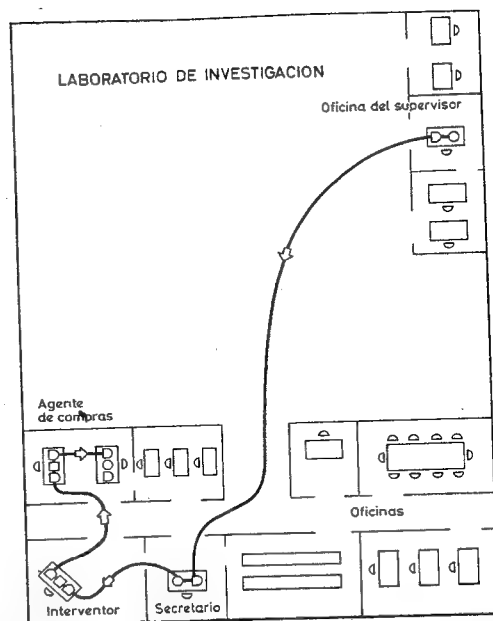 LABORATORIO DE INVESTIGACION
Oficina del supervisor
Agente
de compras
Oficinas
Interventor
Secretario